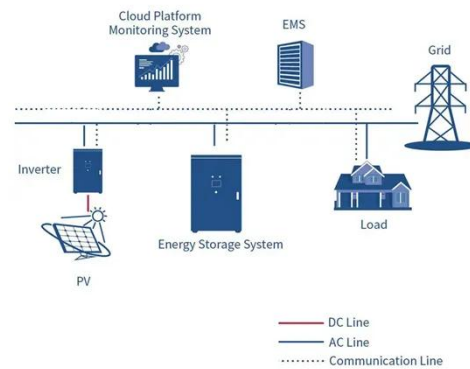 Cloud Platform
Monitoring System
EMS
Grid
Inverter
Energy Storage System
Load
PV
DC Line
AC Line
Communication Line